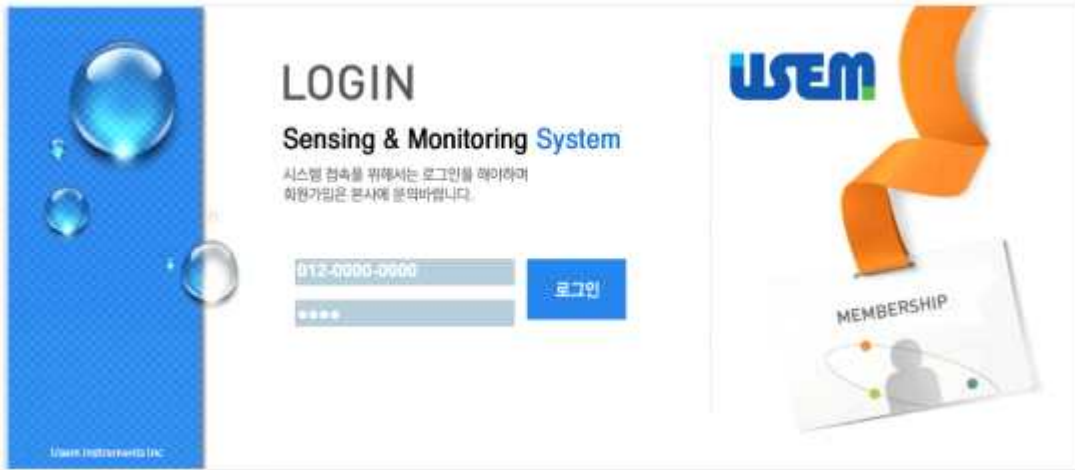 LOGIN
USEM
Sensing & Monitoring System
시스템 접속을 위해서는 로그인을 해야하며
회원가입은 본사에 문의바랍니다.
012-0000-0000
로그인
••••
MEMBERSHIP
Usem Instruments Inc